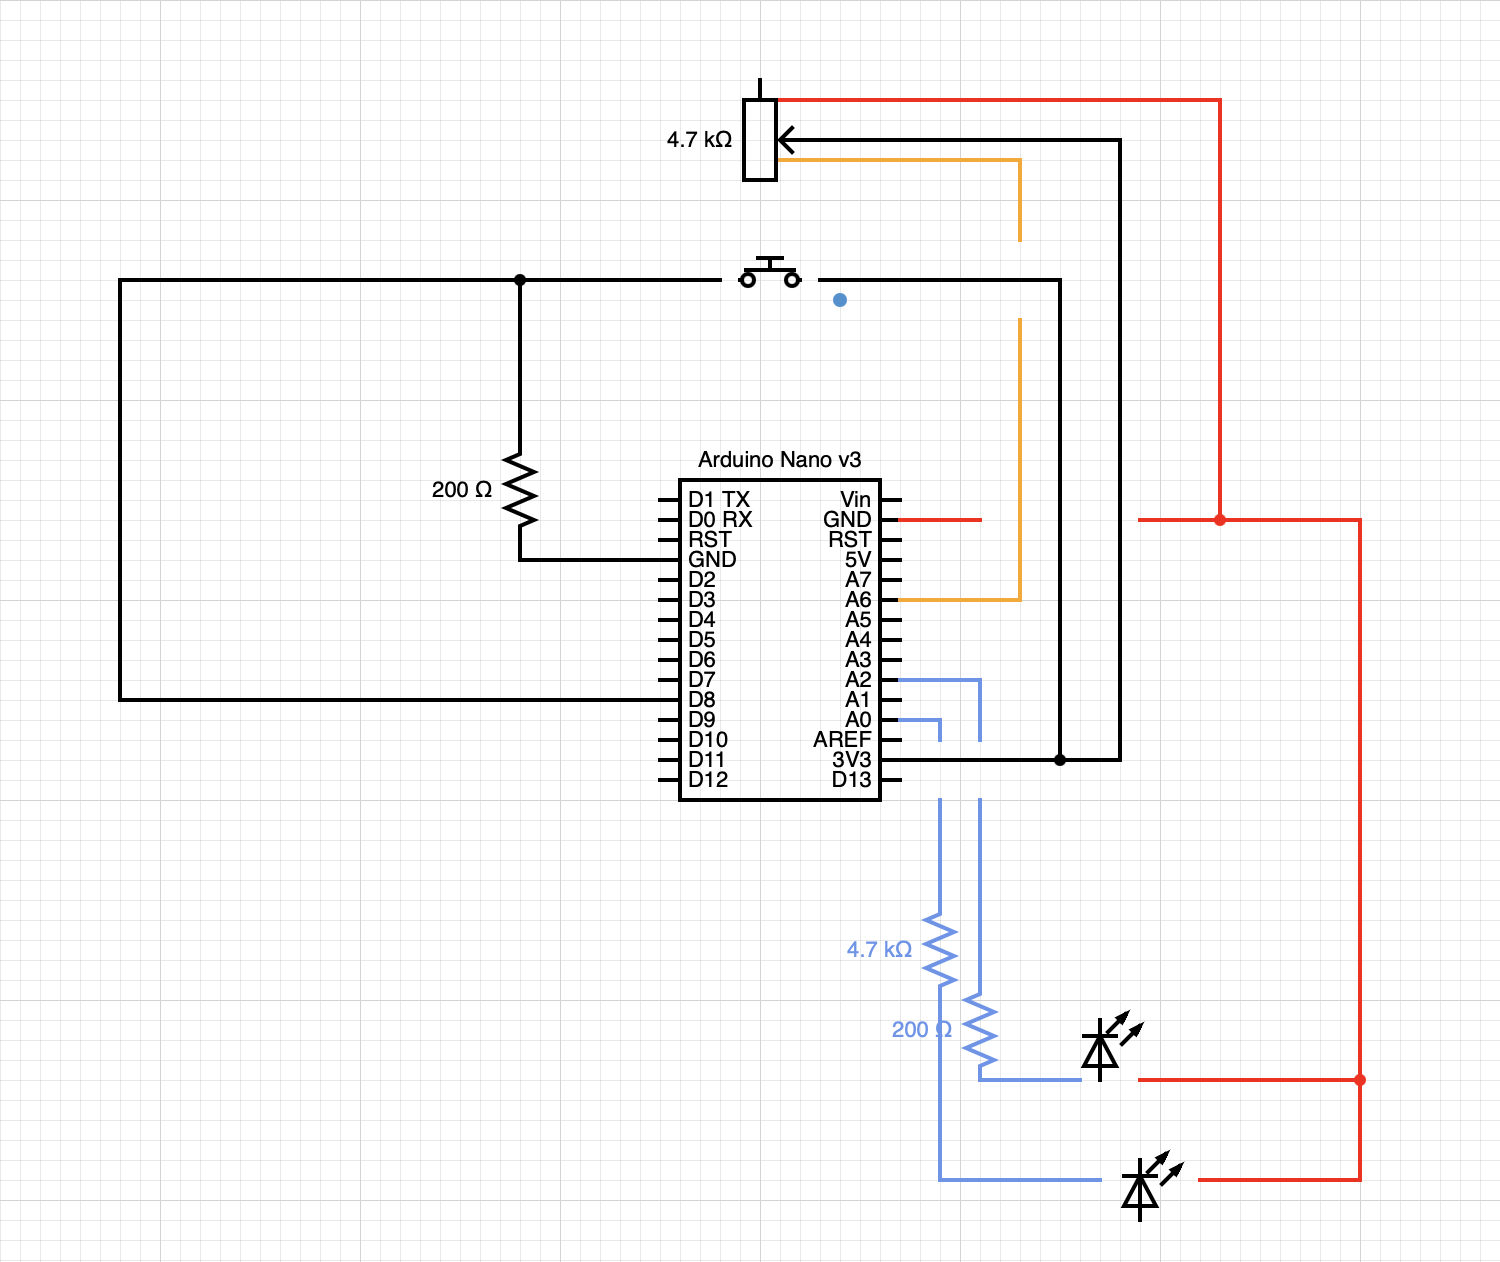 4.7 kΩ
Arduino Nano v3
200 Ω
D1 TX Vin
D0 RX GND
RST RST
GND 5V
D2 A7
D3 A6
D4 A5
D5 A4
D6 A3
D7 A2
D8 A1
D9 A0
D10 AREF
D11 3V3
D12 D13
4.7 kΩ
200 Ω